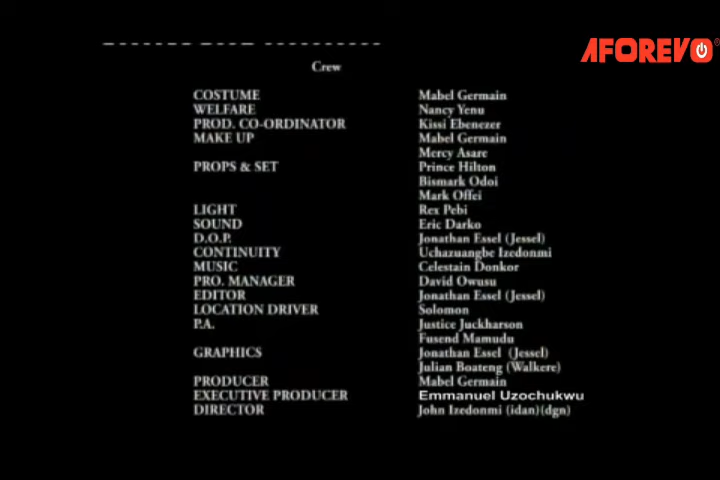 AFOREVO
Crew
COSTUME Mabel Germain
WELFARE Nancy Yenu
PROD. CO-ORDINATOR Kissi Ebenezer
MAKE UP Mabel Germain
Mercy Asare
PROPS & SET Prince Hilton
Bismark Odoi
Mark Offei
LIGHT Rex Pebi
SOUND Eric Darko
D.O.P. Jonathan Essel (Jessel)
CONTINUITY Uchazuangbe Izedonmi
MUSIC Celestain Donkor
PRO. MANAGER David Owusu
EDITOR Jonathan Essel (Jessel)
LOCATION DRIVER Solomon
P.A. Justice Juckharson
Fusend Mamudu
GRAPHICS Jonathan Essel (Jessel)
Julian Boateng (Walkere)
PRODUCER Mabel Germain
EXECUTIVE PRODUCER Emmanuel Uzochukwu
DIRECTOR John Izedonmi (idan)(dgn)